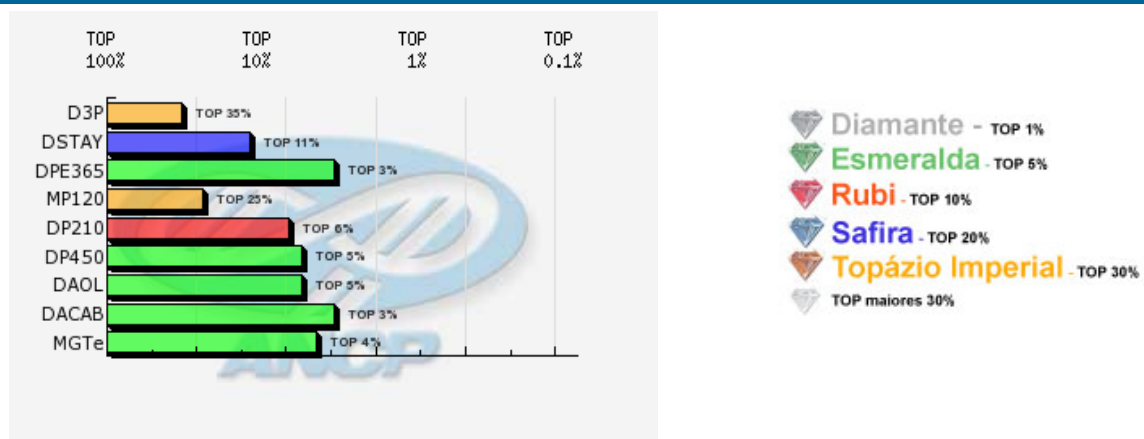 TOP TOP TOP TOP
100% 10% 1% 0.1%
D3P TOP 35%
DSTAY TOP 11%
DPE365 TOP 3%
MP120 TOP 25%
DP210 TOP 6%
DP450 TOP 5%
DAOL TOP 5%
DACAB TOP 3%
MGTe TOP 4%
ANCP
Diamante - TOP 1%
Esmeralda - TOP 5%
Rubi - TOP 10%
Safira - TOP 20%
Topázio Imperial - TOP 30%
TOP maiores 30%